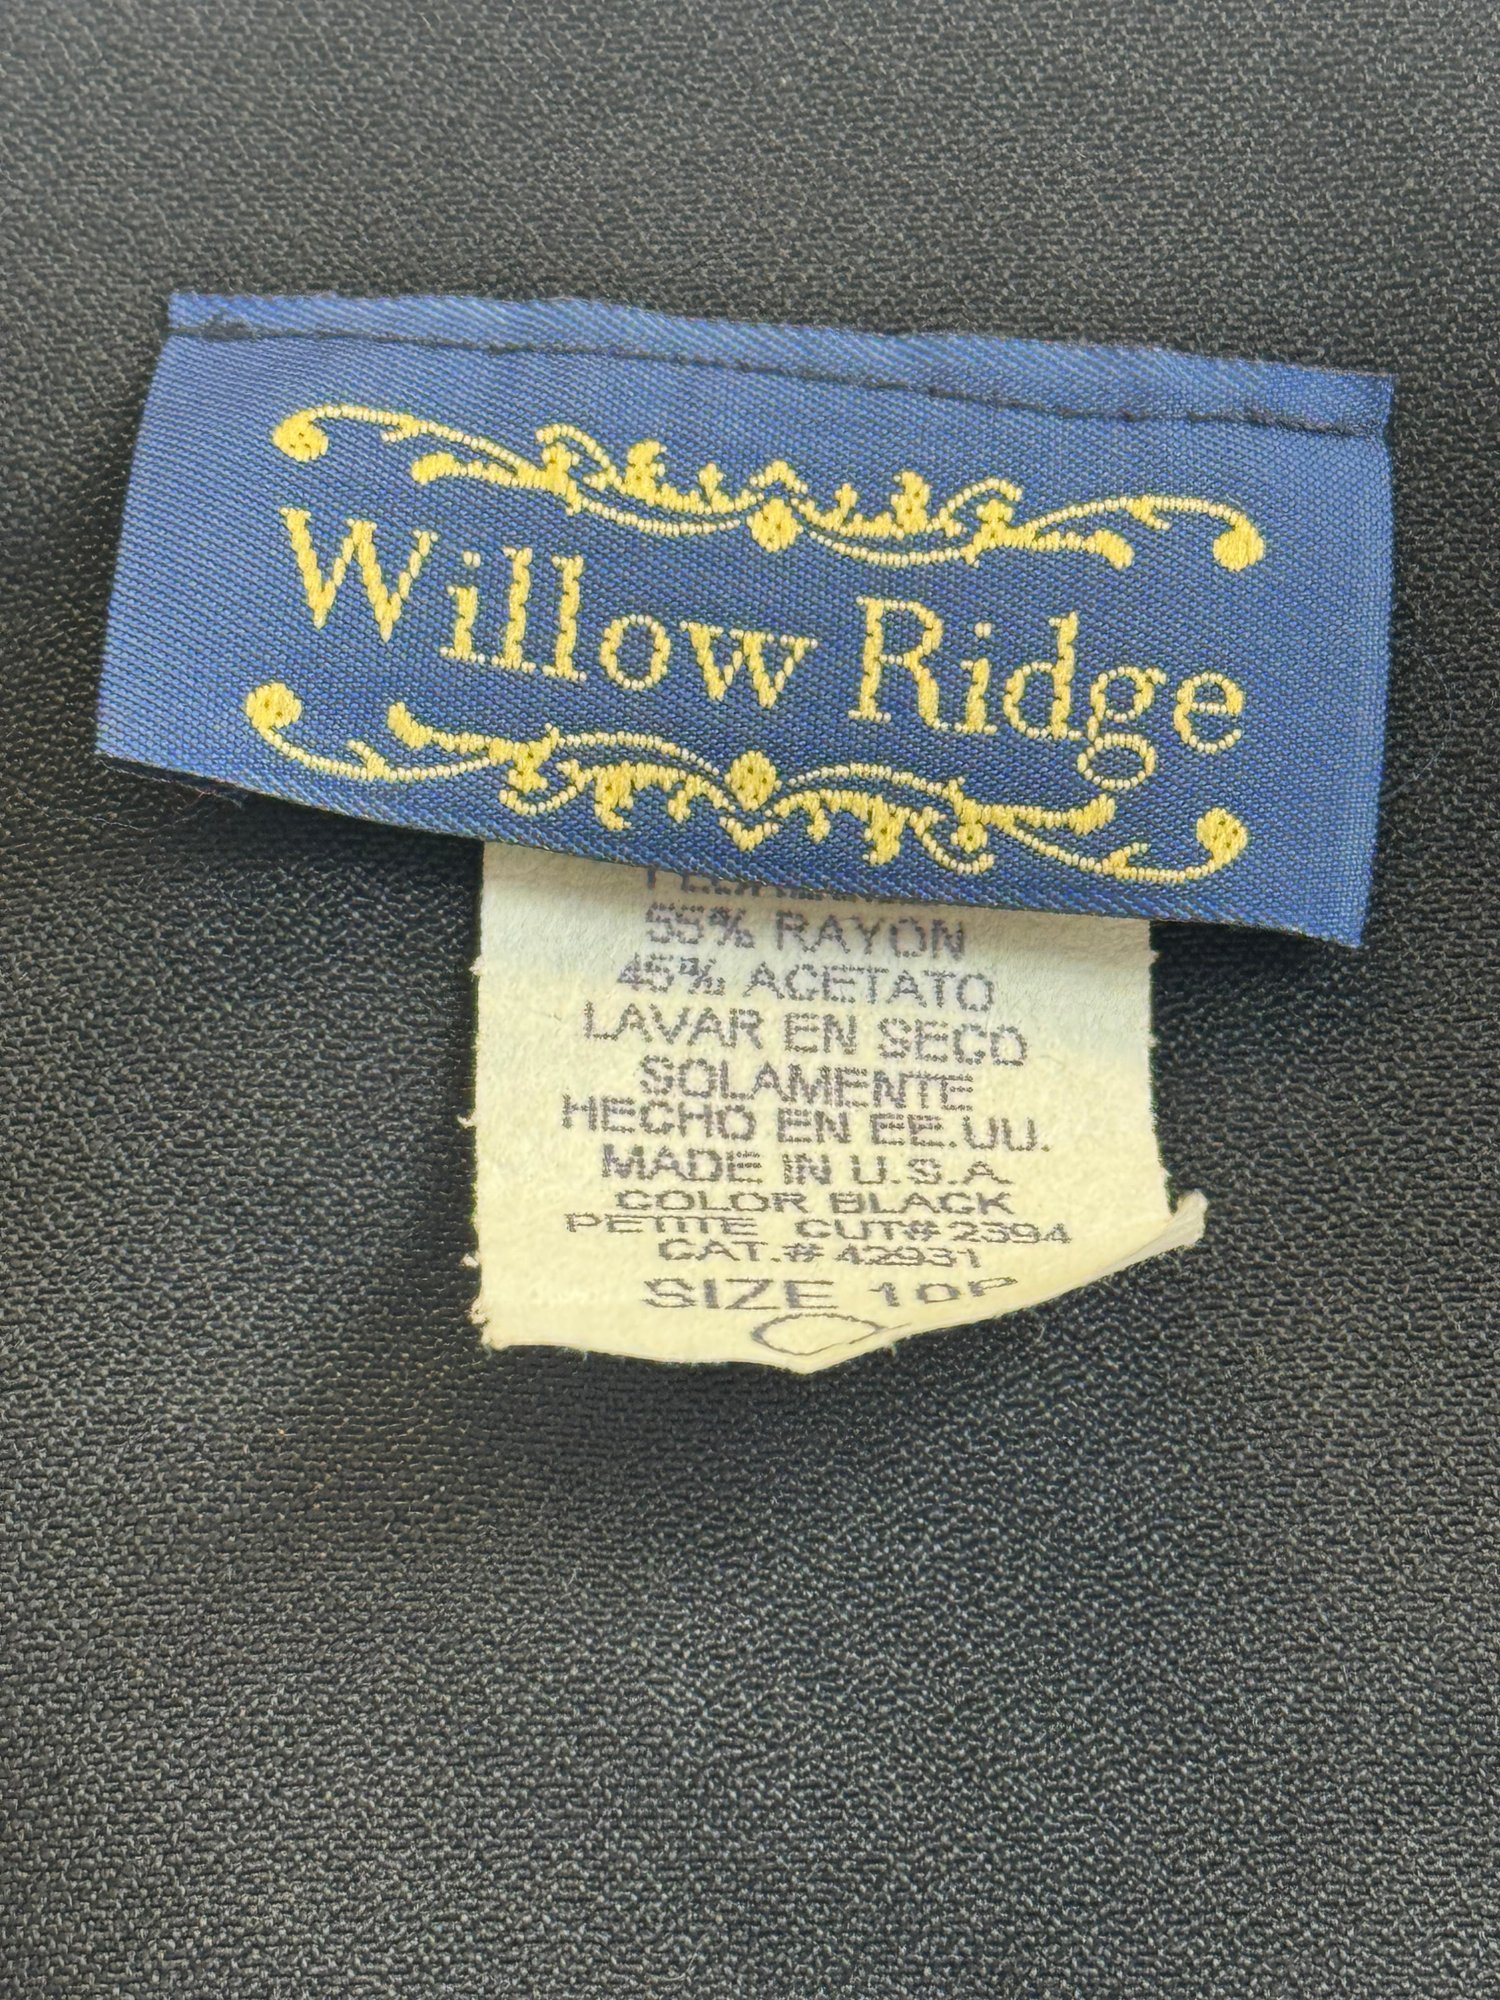 Willow Ridge
55% RAYON
45% ACETATO
LAVAR EN SECO
SOLAMENTE
HECHO EN EE.UU.
MADE IN U.S.A.
COLOR BLACK
PETITE CUT# 2394
CAT.# 42931
SIZE 10P